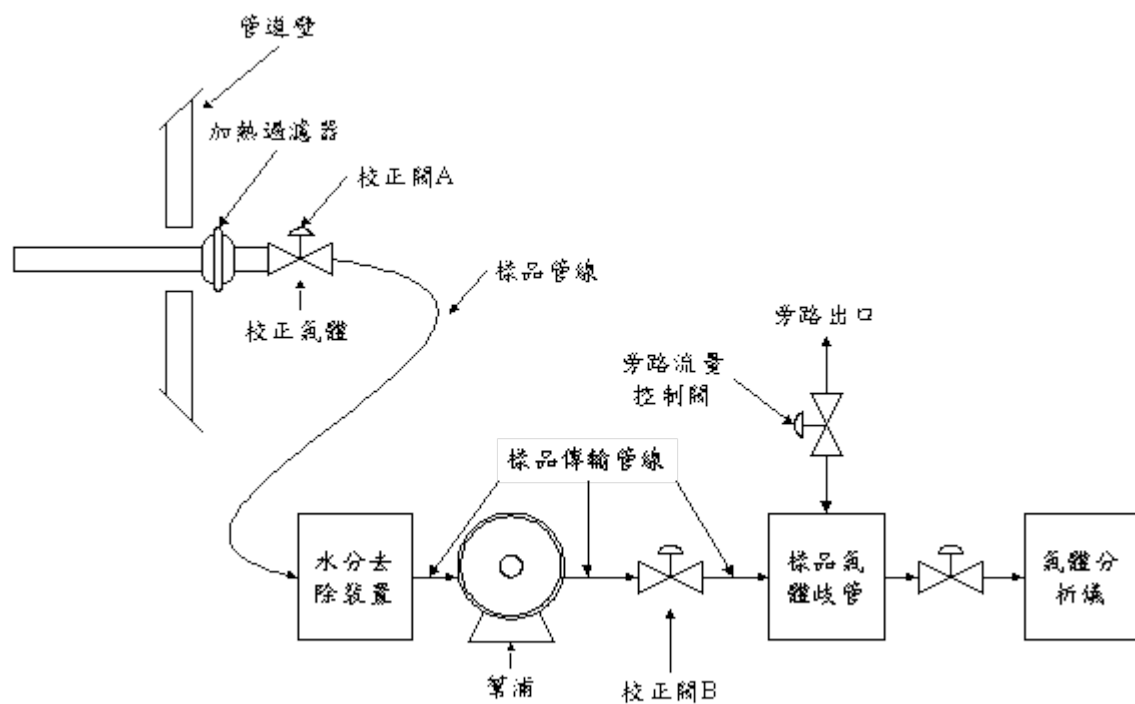 管道壁
加熱過濾器
校正閥A
樣品管線
校正氣體
旁路出口
旁路流量
控制閥
樣品傳輸管線
水分去
除裝置
樣品氣
體歧管
氣體分
析儀
幫浦
校正閥B